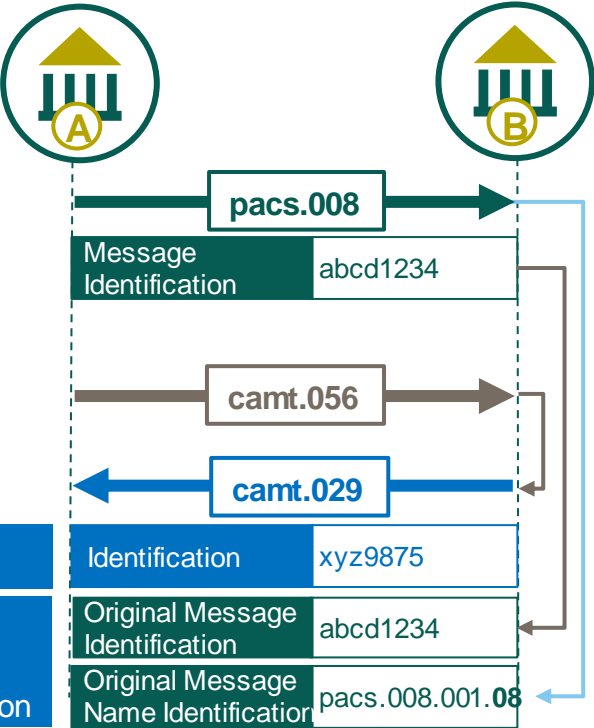 A
B
pacs.008
Message
Identification
abcd1234
camt.056
camt.029
Identification
xyz9875
Original Message
Identification
abcd1234
on
Original Message
Name Identification
pacs.008.001.08